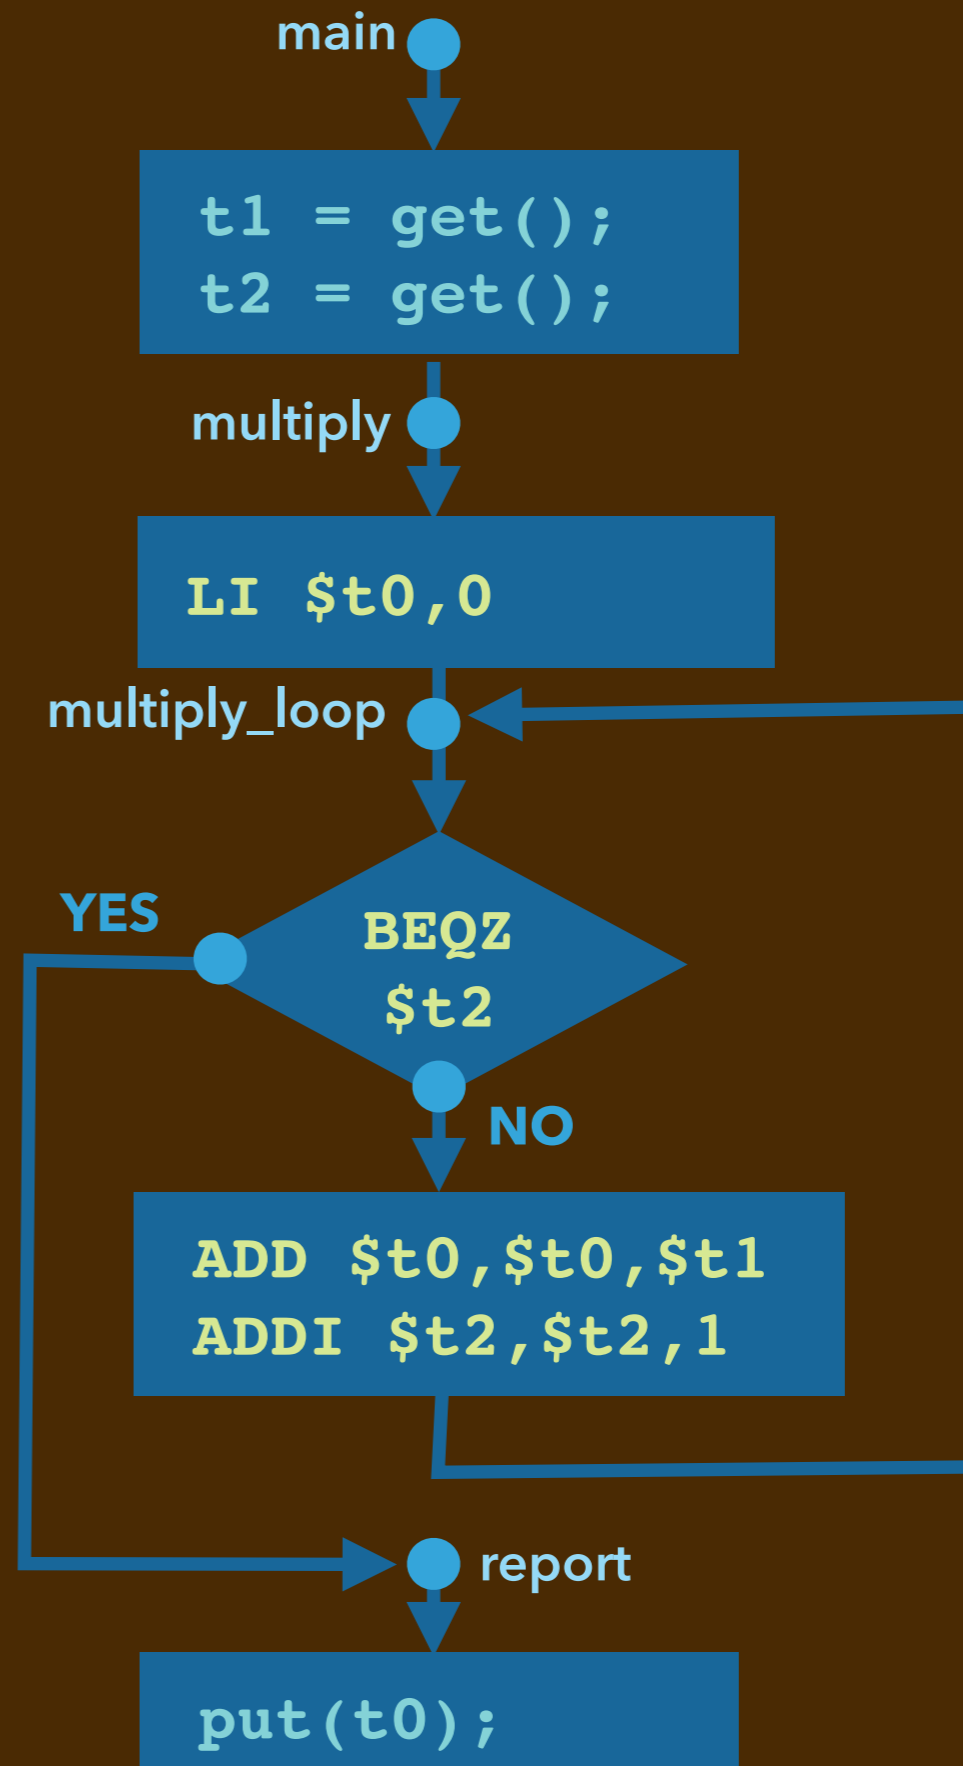 main
t1 = get();
t2 = get();
multiply
LI $t0,0
multiply_loop
YES
BEQZ
$t2
NO
ADD $t0,$t0,$t1
ADDI $t2,$t2,1
report
put(t0);